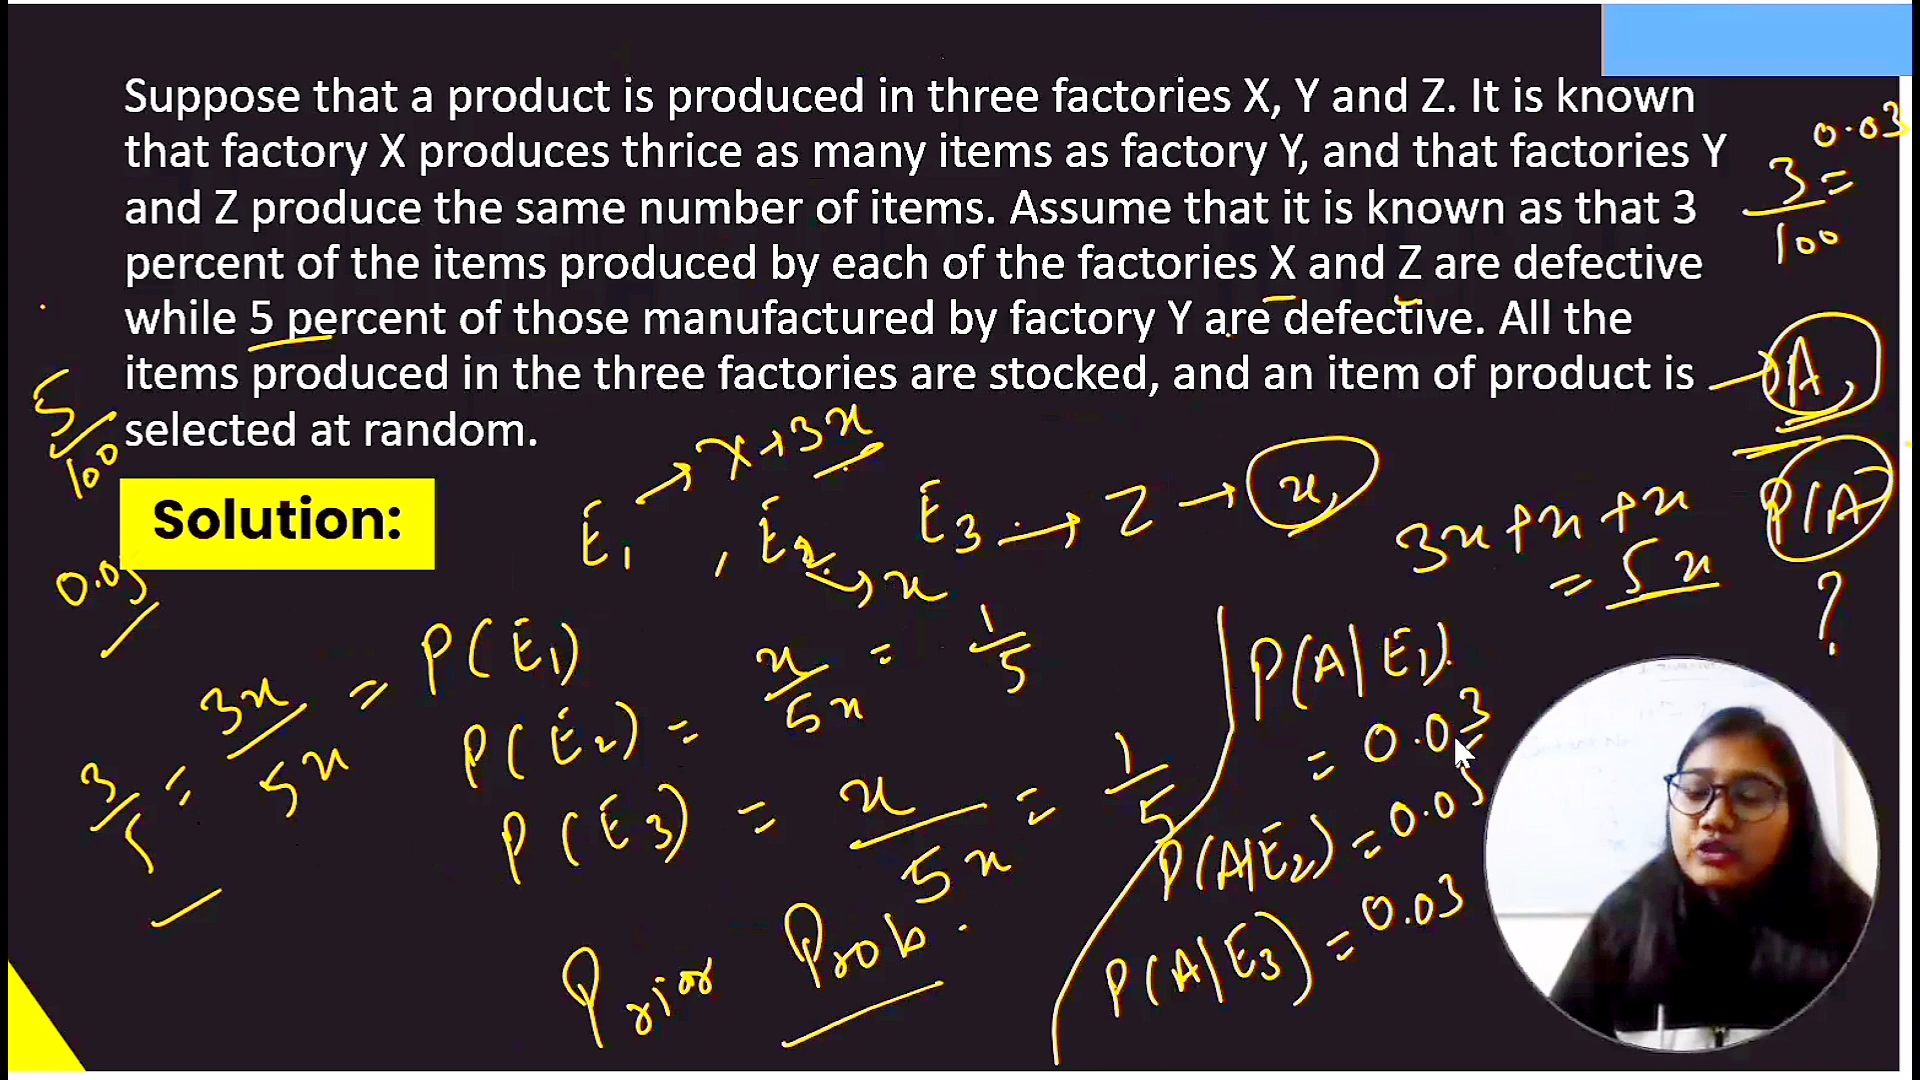 Suppose that a product is produced in three factories X, Y and Z. It is known
that factory X produces thrice as many items as factory Y, and that factories Y
and Z produce the same number of items. Assume that it is known as that 3
percent of the items produced by each of the factories X and Z are defective
while 5 percent of those manufactured by factory Y are defective. All the
items produced in the three factories are stocked, and an item of product is
selected at random.
3/100 = 0.03
→ A,
P(A
?
5/100
0.05
Solution:
E₁ → X → 3x
, E₂ → x
E₃ → Z → x,
3x + x + x
= 5x
3/5 = 3x/5x = P(E₁)
P(E₂) = x/5x = 1/5
P(E₃) = x/5x = 1/5
Prior Prob.
P(A|E₁)
= 0.03
P(A|E₂) = 0.05
P(A|E₃) = 0.03